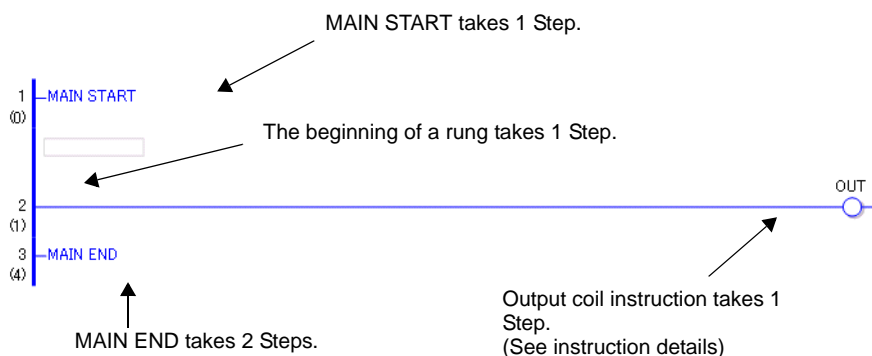 MAIN START takes 1 Step.
1 MAIN START
(0)
The beginning of a rung takes 1 Step.
OUT
2
(1)
3 MAIN END
(4)
Output coil instruction takes 1
Step.
(See instruction details)
MAIN END takes 2 Steps.